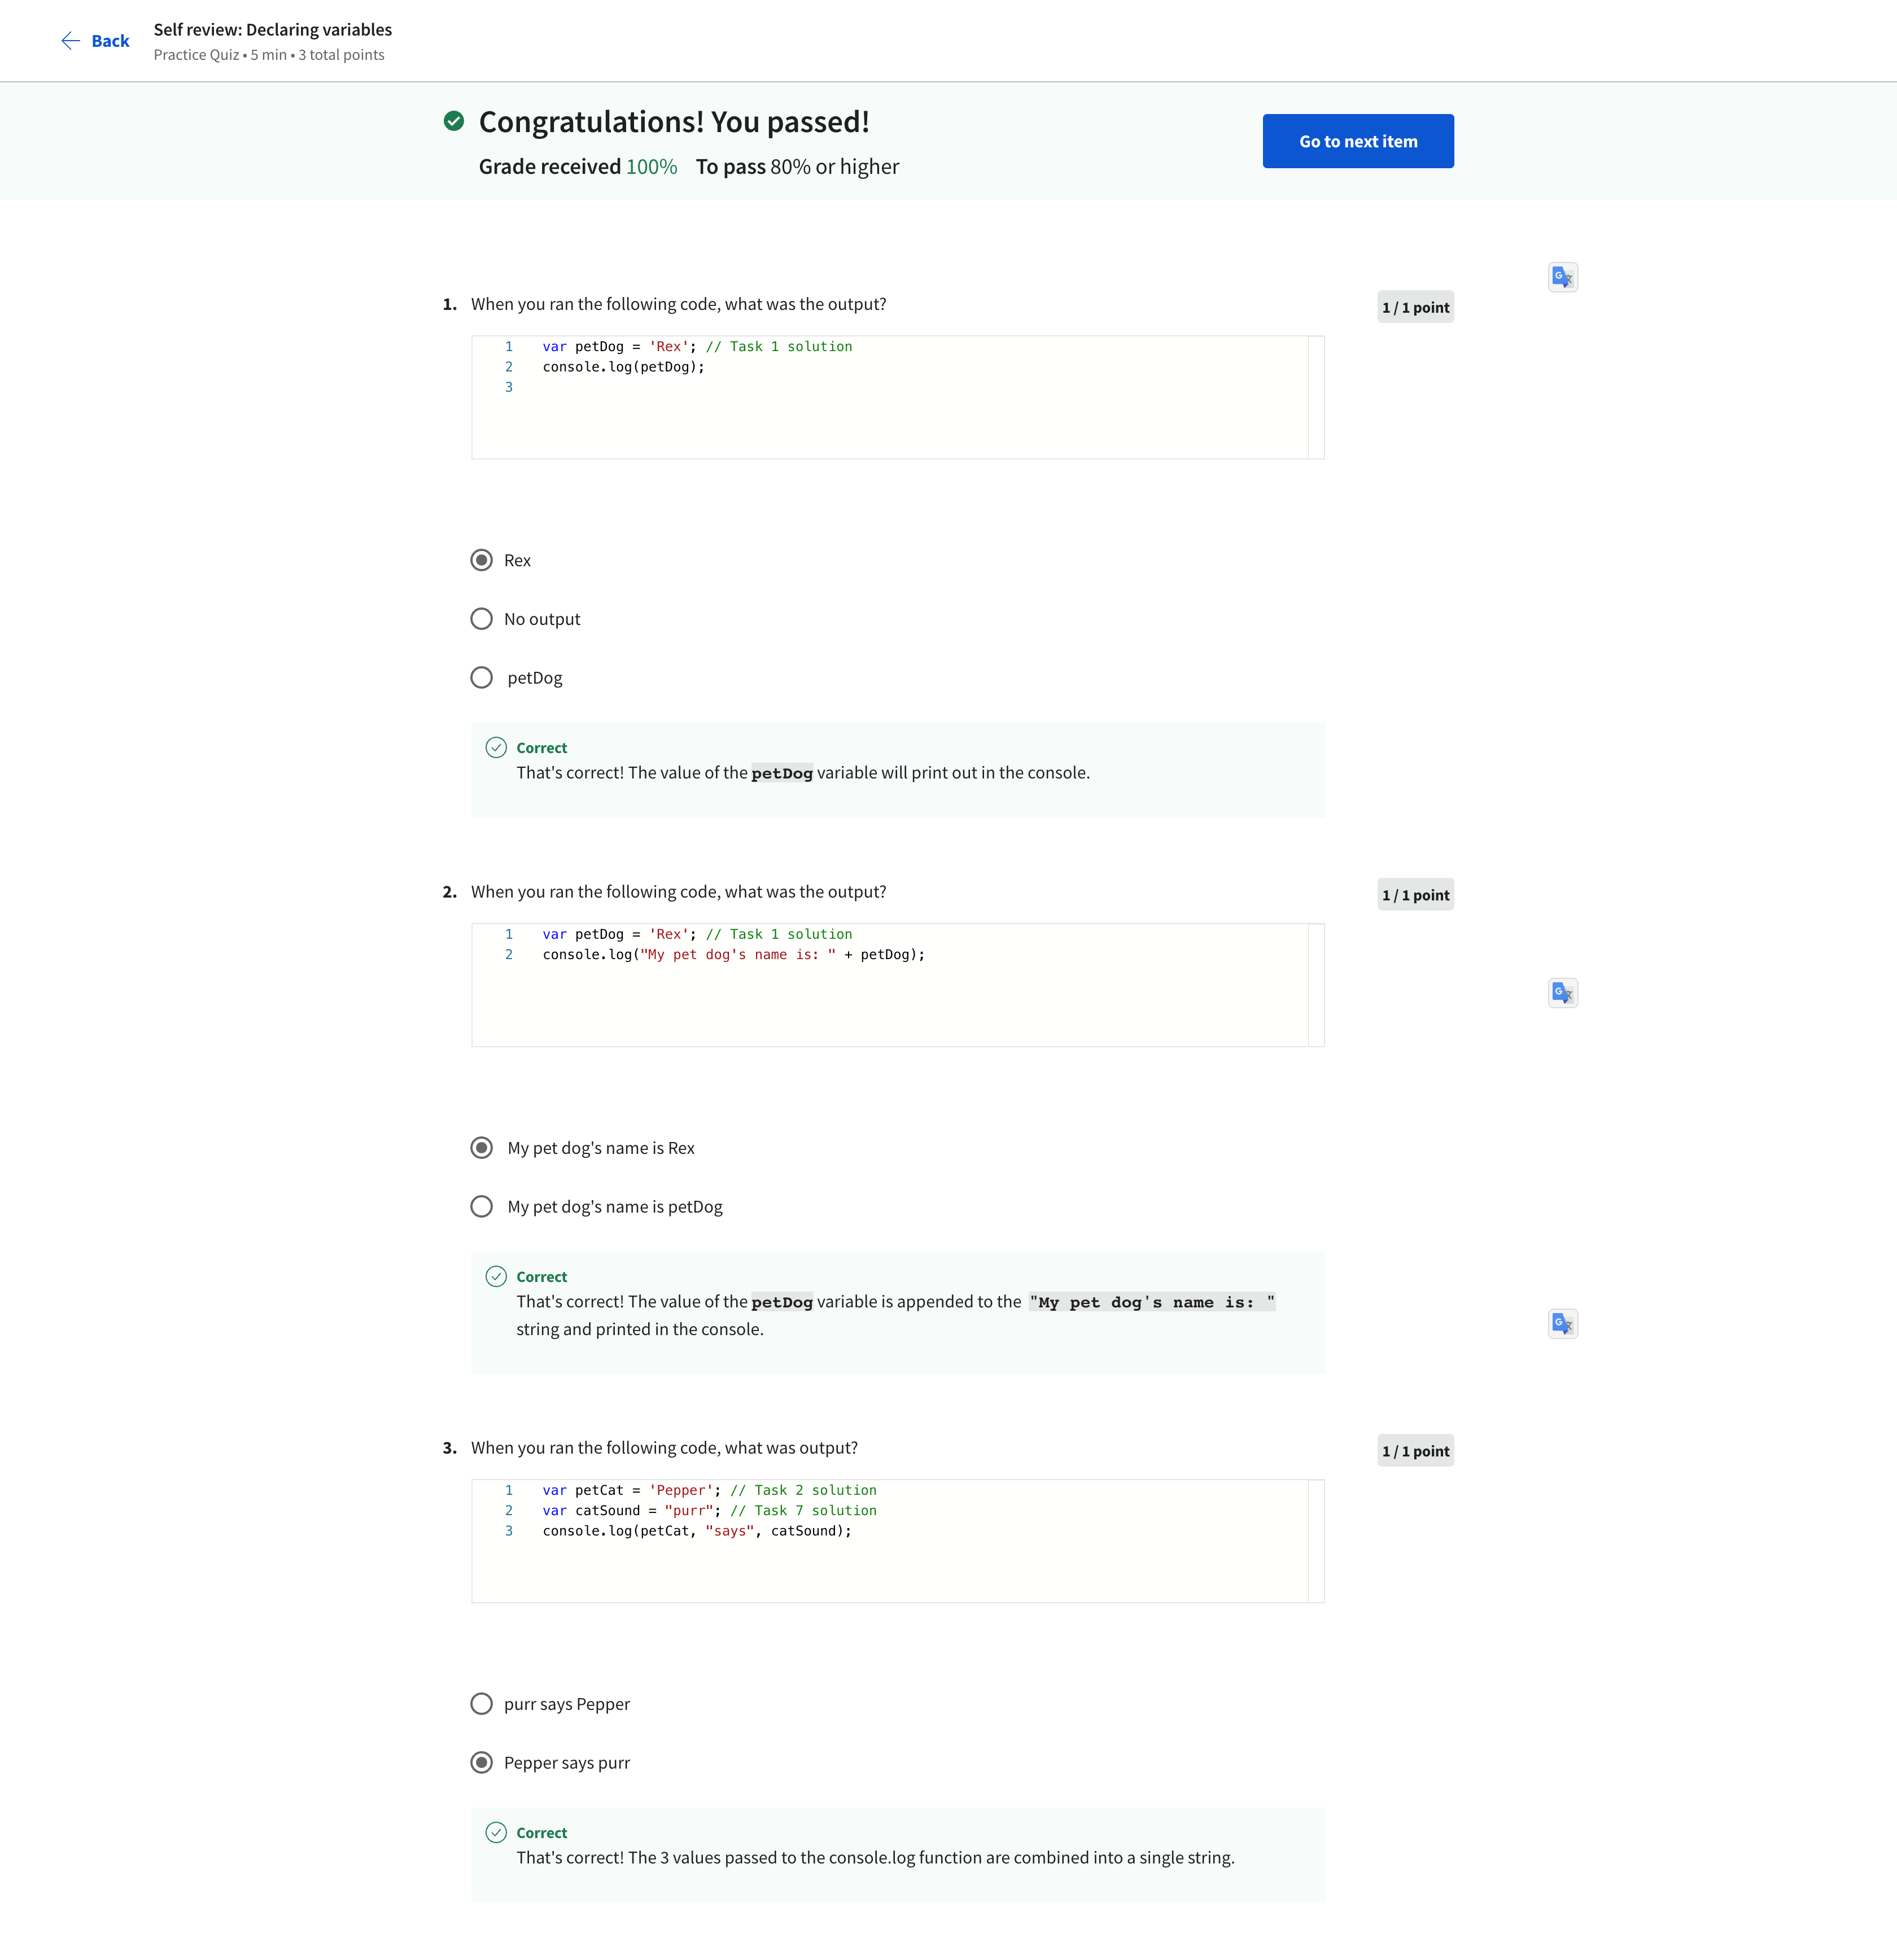 Back
Self review: Declaring variables
Practice Quiz • 5 min • 3 total points
Congratulations! You passed!
Grade received 100% To pass 80% or higher
Go to next item
1. When you ran the following code, what was the output?
1 / 1 point
1 var petDog = 'Rex'; // Task 1 solution
2 console.log(petDog);
3
Rex
No output
petDog
Correct
That's correct! The value of the petDog variable will print out in the console.
2. When you ran the following code, what was the output?
1 / 1 point
1 var petDog = 'Rex'; // Task 1 solution
2 console.log("My pet dog's name is: " + petDog);
My pet dog's name is Rex
My pet dog's name is petDog
Correct
That's correct! The value of the petDog variable is appended to the "My pet dog's name is: "
string and printed in the console.
3. When you ran the following code, what was output?
1 / 1 point
1 var petCat = 'Pepper'; // Task 2 solution
2 var catSound = "purr"; // Task 7 solution
3 console.log(petCat, "says", catSound);
purr says Pepper
Pepper says purr
Correct
That's correct! The 3 values passed to the console.log function are combined into a single string.